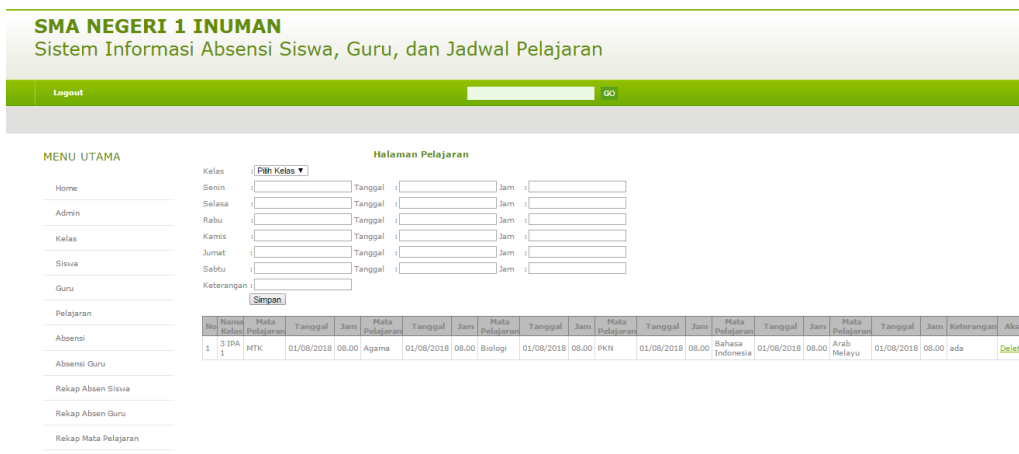 SMA NEGERI 1 INUMAN
Sistem Informasi Absensi Siswa, Guru, dan Jadwal Pelajaran
Logout GO
MENU UTAMA
Home
Admin
Kelas
Siswa
Guru
Pelajaran
Absensi
Absensi Guru
Rekap Absen Siswa
Rekap Absen Guru
Rekap Mata Pelajaran
Halaman Pelajaran
Kelas : Pilih Kelas ▼
Senin : Tanggal : Jam :
Selasa : Tanggal : Jam :
Rabu : Tanggal : Jam :
Kamis : Tanggal : Jam :
Jumat : Tanggal : Jam :
Sabtu : Tanggal : Jam :
Keterangan :
Simpan
No Nama Kelas Mata Pelajaran Tanggal Jam Mata Pelajaran Tanggal Jam Mata Pelajaran Tanggal Jam Mata Pelajaran Tanggal Jam Mata Pelajaran Tanggal Jam Mata Pelajaran Tanggal Jam Keterangan Aks
1 3 IPA 1 MTK 01/08/2018 08.00 Agama 01/08/2018 08.00 Biologi 01/08/2018 08.00 PKN 01/08/2018 08.00 Bahasa Indonesia 01/08/2018 08.00 Arab Melayu 01/08/2018 08.00 ada Delet